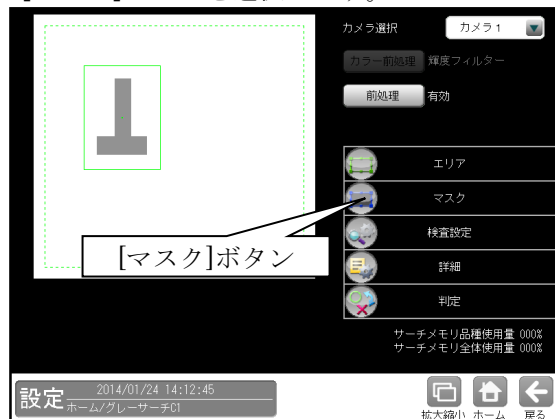 カメラ選択
カメラ1
カラー前処理
輝度フィルター
前処理
有効
エリア
マスク
[マスク]ボタン
検査設定
詳細
判定
サーチメモリ品種使用量 000%
サーチメモリ全体使用量 000%
設定
2014/01/24 14:12:45
ホーム/グレーサーチC1
拡大縮小
ホーム
戻る